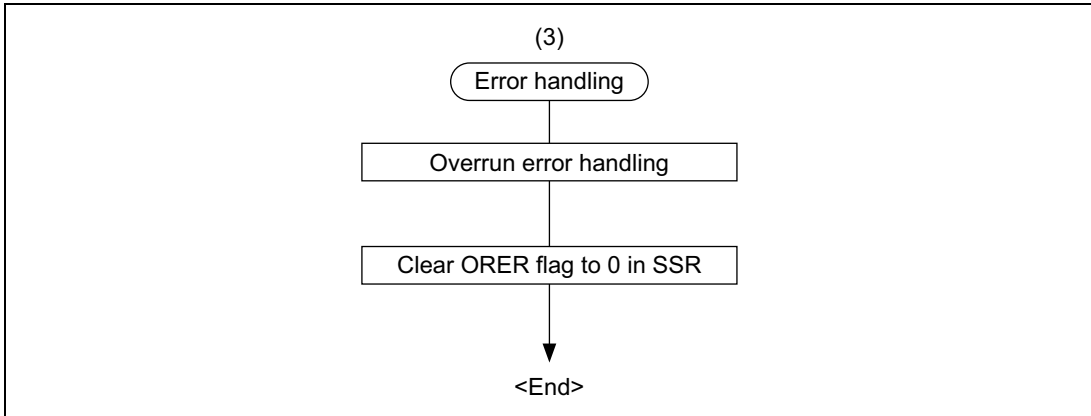 (3)
Error handling
Overrun error handling
Clear ORER flag to 0 in SSR
<End>